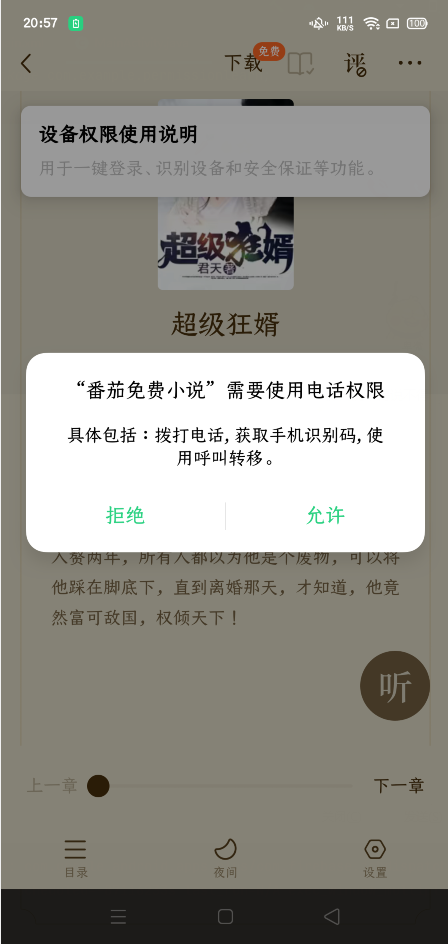 20:57
111
KB/S
100
下载
免费
评
设备权限使用说明
用于一键登录、识别设备和安全保证等功能。
超级狂婿
君天著
超级狂婿
“番茄免费小说”需要使用电话权限
具体包括：拨打电话, 获取手机识别码, 使
用呼叫转移。
拒绝
允许
入赘两年，所有人都以为他是个废物，可以将
他踩在脚底下，直到离婚那天，才知道，他竟
然富可敌国，权倾天下！
听
上一章
下一章
目录
夜间
设置